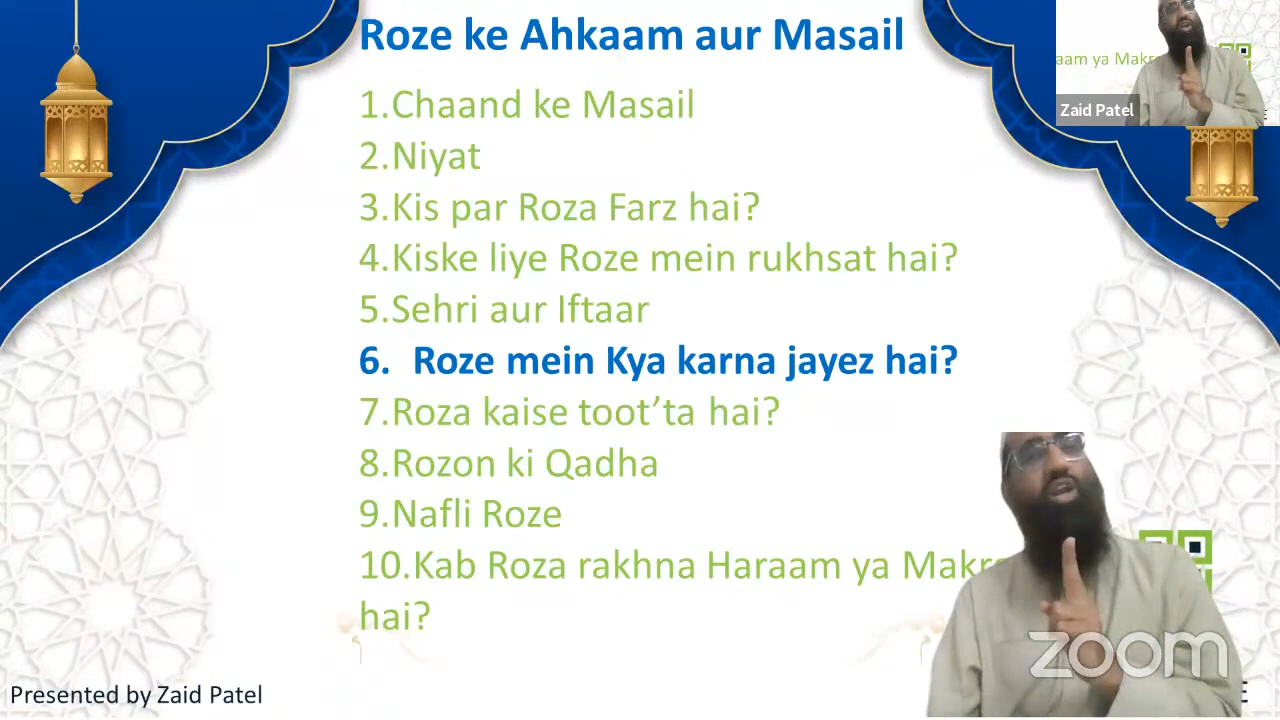 Roze ke Ahkaam aur Masail
1.Chaand ke Masail
2.Niyat
3.Kis par Roza Farz hai?
4.Kiske liye Roze mein rukhsat hai?
5.Sehri aur Iftaar
6. Roze mein Kya karna jayez hai?
7.Roza kaise toot’ta hai?
8.Rozon ki Qadha
9.Nafli Roze
10.Kab Roza rakhna Haraam ya
hai?
Presented by Zaid Patel
Zaid Patel
zoom